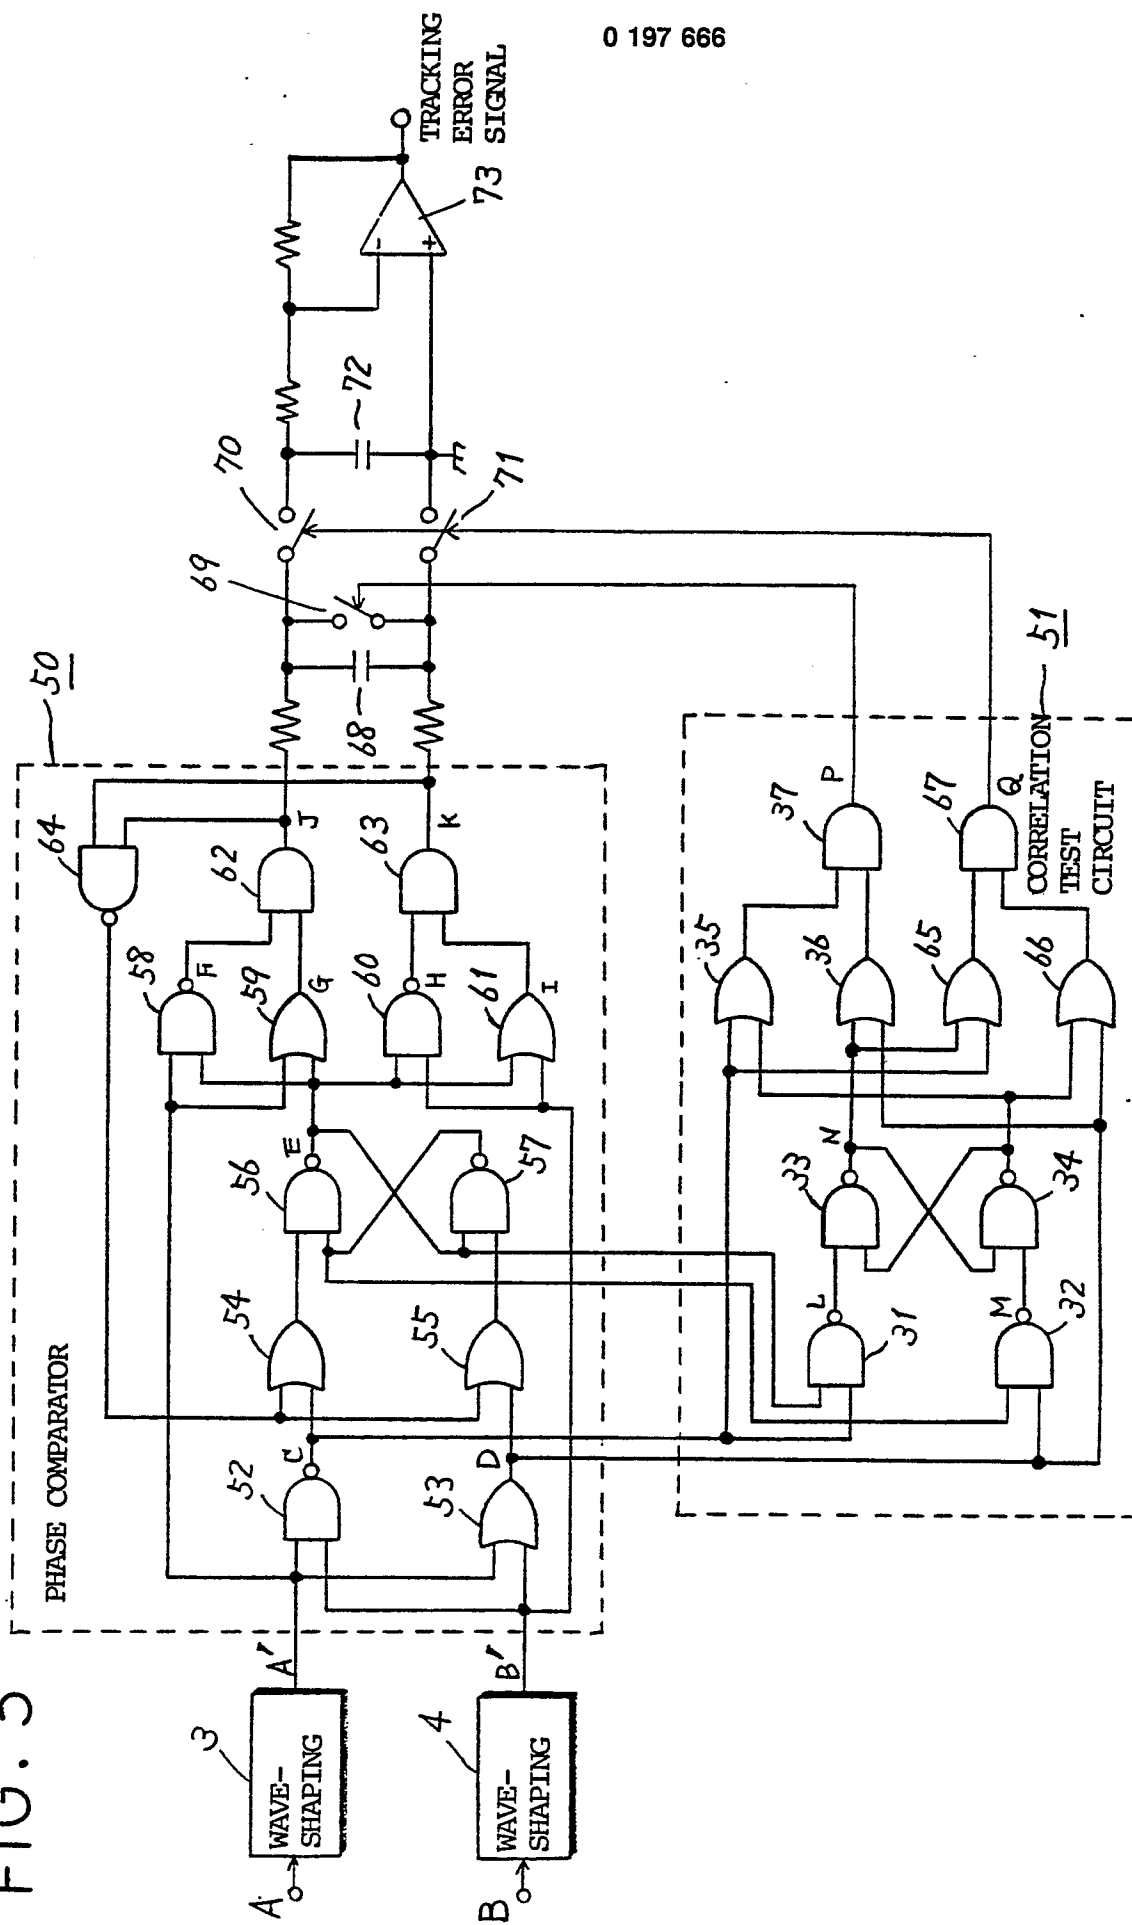 0 197 666
FIG. 5
3
WAVE-
SHAPING
A
A'
4
WAVE-
SHAPING
B
B'
PHASE COMPARATOR
50
52
C
53
D
54
55
56
E
57
58
F
59
G
60
H
61
I
62
J
63
K
64
68
69
70
71
72
-
+
73
TRACKING
ERROR
SIGNAL
31
L
32
M
33
N
34
35
36
37
P
65
66
67
Q
CORRELATION
TEST
CIRCUIT
51